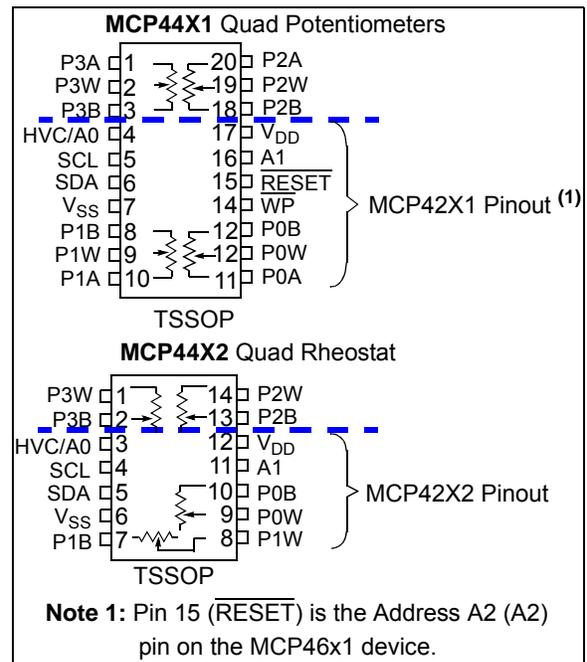 MCP44X1 Quad Potentiometers
P3A 1 20 P2A
P3W 2 19 P2W
P3B 3 18 P2B
HVC/A0 4 17 VDD
SCL 5 16 A1
SDA 6 15 RESET
VSS 7 14 WP
P1B 8 12 P0B
P1W 9 12 P0W
P1A 10 11 P0A
MCP42X1 Pinout (1)
TSSOP
MCP44X2 Quad Rheostat
P3W 1 14 P2W
P3B 2 13 P2B
HVC/A0 3 12 VDD
SCL 4 11 A1
SDA 5 10 P0B
VSS 6 9 P0W
P1B 7 8 P1W
MCP42X2 Pinout
TSSOP
Note 1: Pin 15 (RESET) is the Address A2 (A2)
pin on the MCP46x1 device.